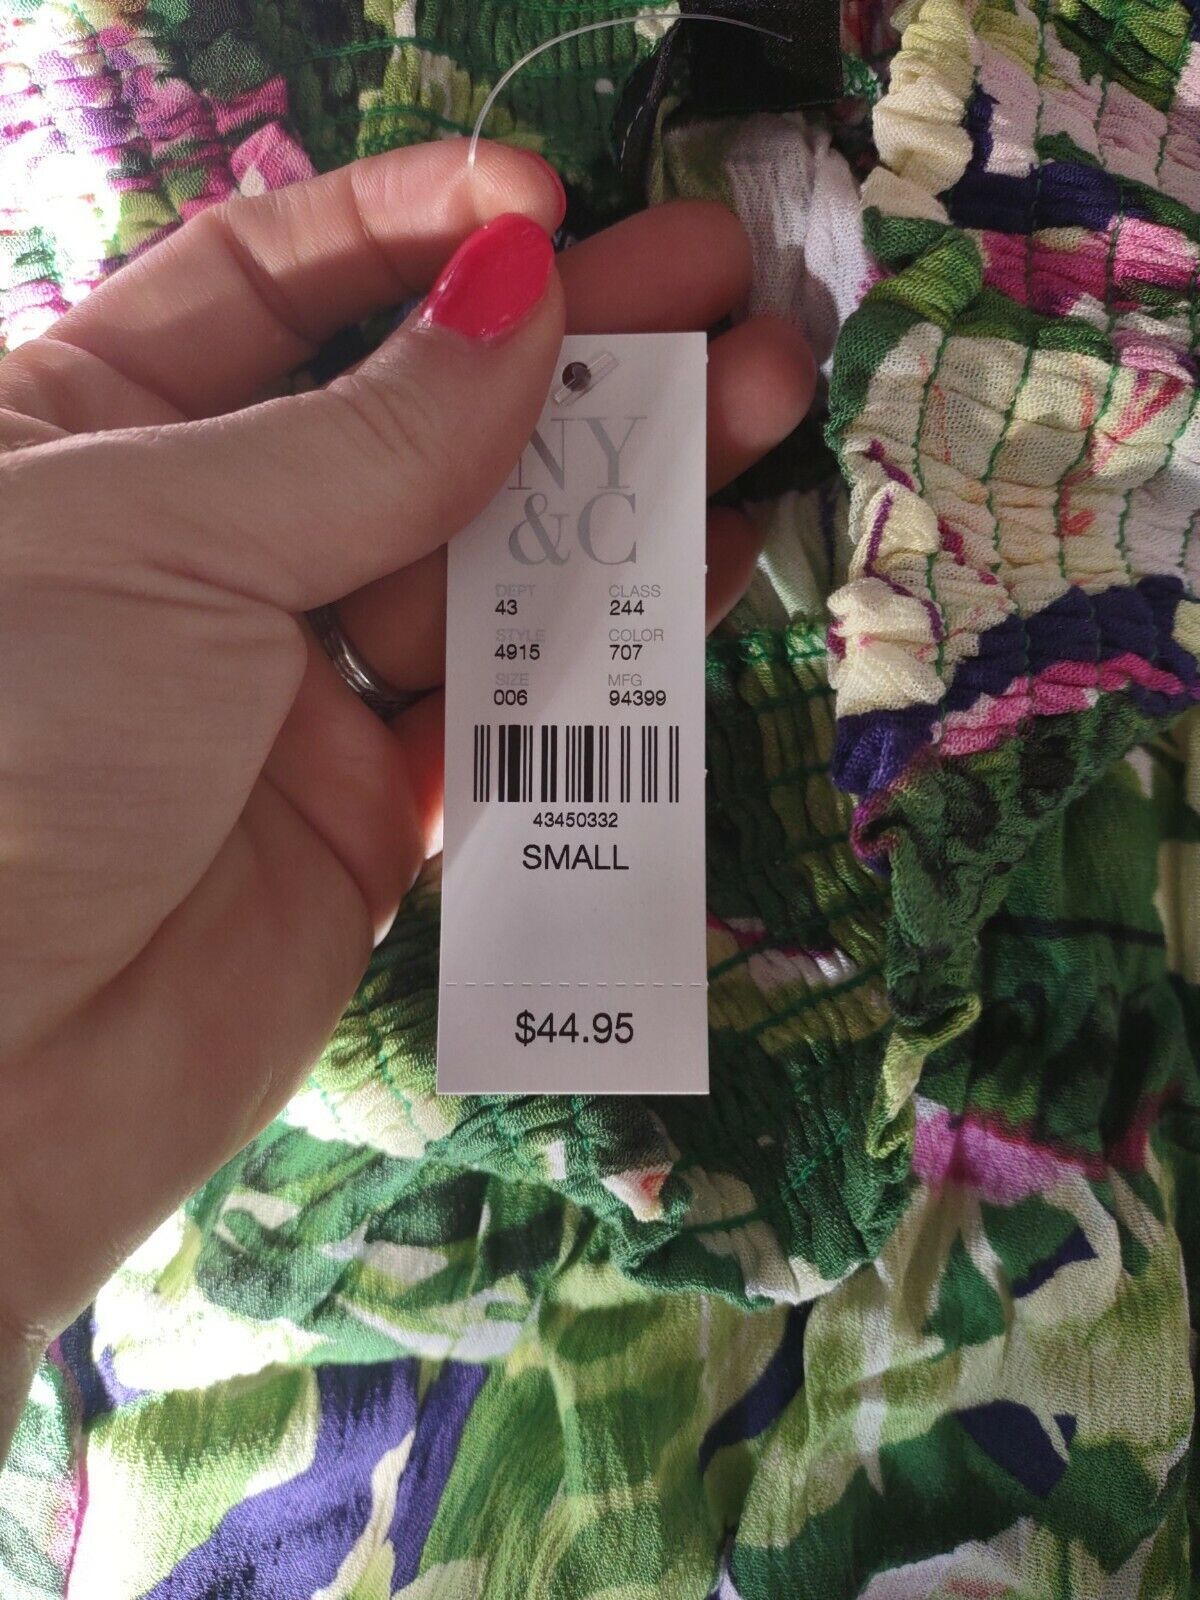 NY
&C
DEPT CLASS
43 244
STYLE COLOR
4915 707
SIZE MFG
006 94399
43450332
SMALL
$44.95